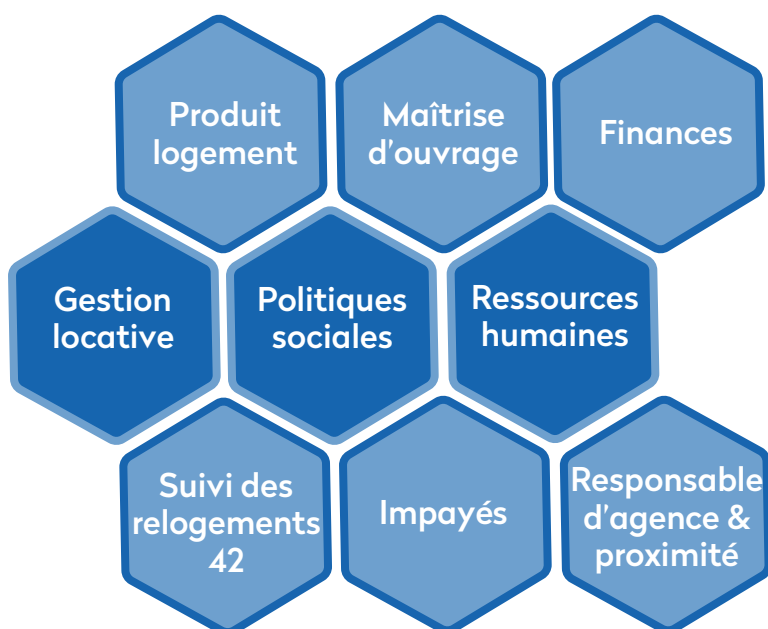 Produit
logement
Maîtrise
d'ouvrage
Finances
Gestion
locative
Politiques
sociales
Ressources
humaines
Suivi des
relogements
42
Impayés
Responsable
d'agence &
proximité